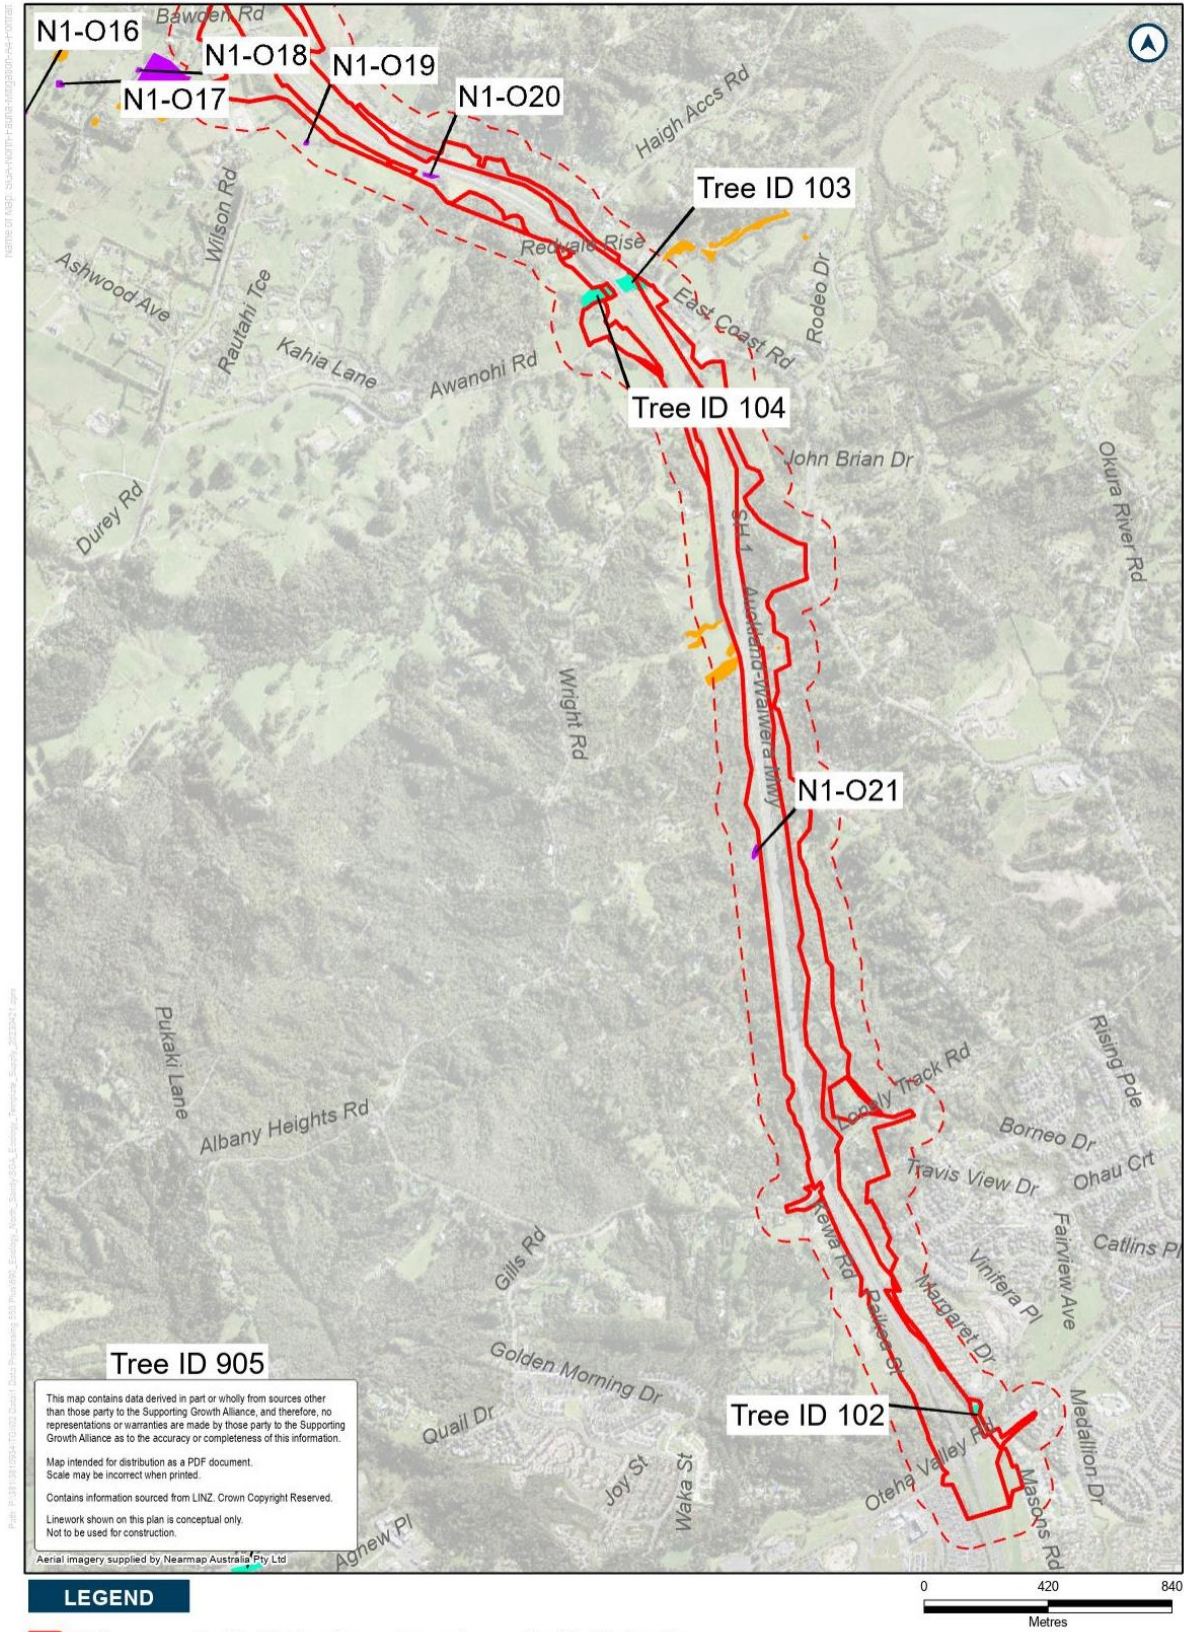 Bawden Rd
N1-O16
N1-O18
N1-O19
N1-O17
N1-O20
Haigh Accs Rd
Tree ID 103
Wilson Rd
Redvale Rise
Ashwood Ave
Rautahi Tce
Rodeo Dr
East Coast Rd
Kahia Lane
Awanohi Rd
Tree ID 104
John Brian Dr
Okura River Rd
Durey Rd
SH 1
Auckland-Waiwera Mwy
Wright Rd
N1-O21
Pukaki Lane
Albany Heights Rd
Lonely Track Rd
Rising Pde
Borneo Dr
Travis View Dr
Ohau Crt
Kewa Rd
Fairview Ave
Catlins Pl
Gills Rd
Vinifera Pl
Margaret Dr
Paikea St
Golden Morning Dr
Tree ID 905
Tree ID 102
Medallion Dr
Quail Dr
Oteha Valley Rd
Joy St
Wake St
Masons Rd
Agnew Pl
This map contains data derived in part or wholly from sources other
than those party to the Supporting Growth Alliance, and therefore, no
representations or warranties are made by those party to the Supporting
Growth Alliance as to the accuracy or completeness of this information.
Map intended for distribution as a PDF document.
Scale may be incorrect when printed.
Contains information sourced from LINZ. Crown Copyright Reserved.
Linework shown on this plan is conceptual only.
Not to be used for construction.
Aerial imagery supplied by Nearmap Australia Pty Ltd
LEGEND
0 420 840
Metres